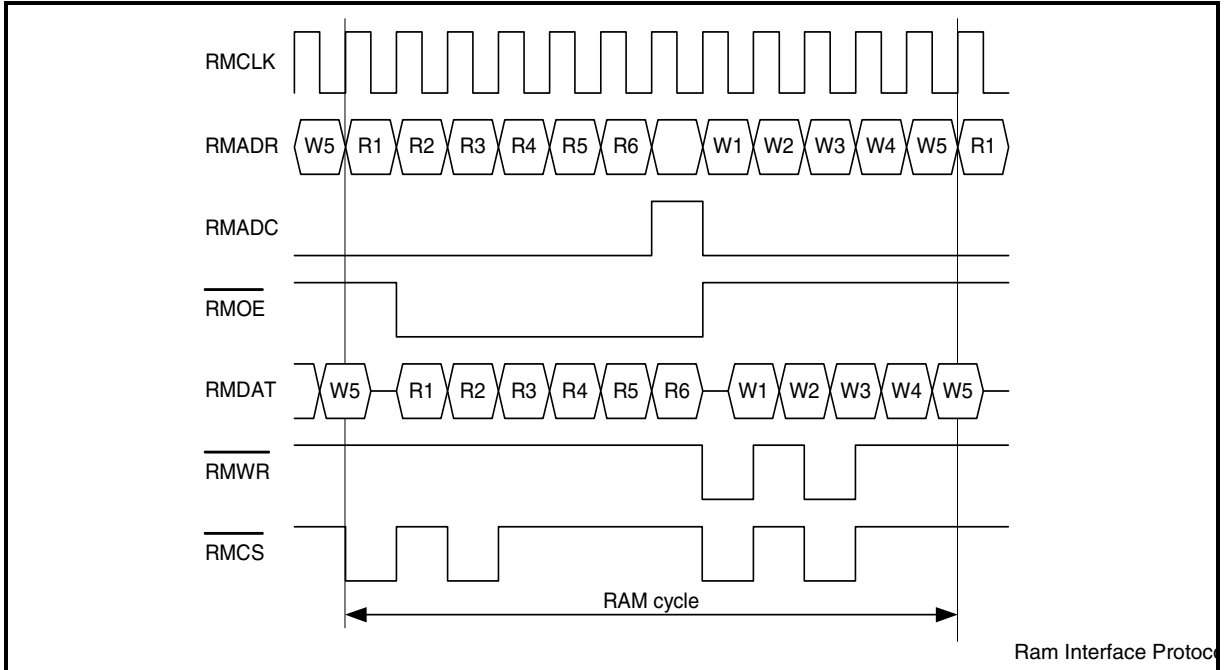 RMCLK
RMADR W5 R1 R2 R3 R4 R5 R6 W1 W2 W3 W4 W5 R1
RMADC
RMOE
RMDAT W5 R1 R2 R3 R4 R5 R6 W1 W2 W3 W4 W5
RMWR
RMCS
RAM cycle
Ram Interface Protoc